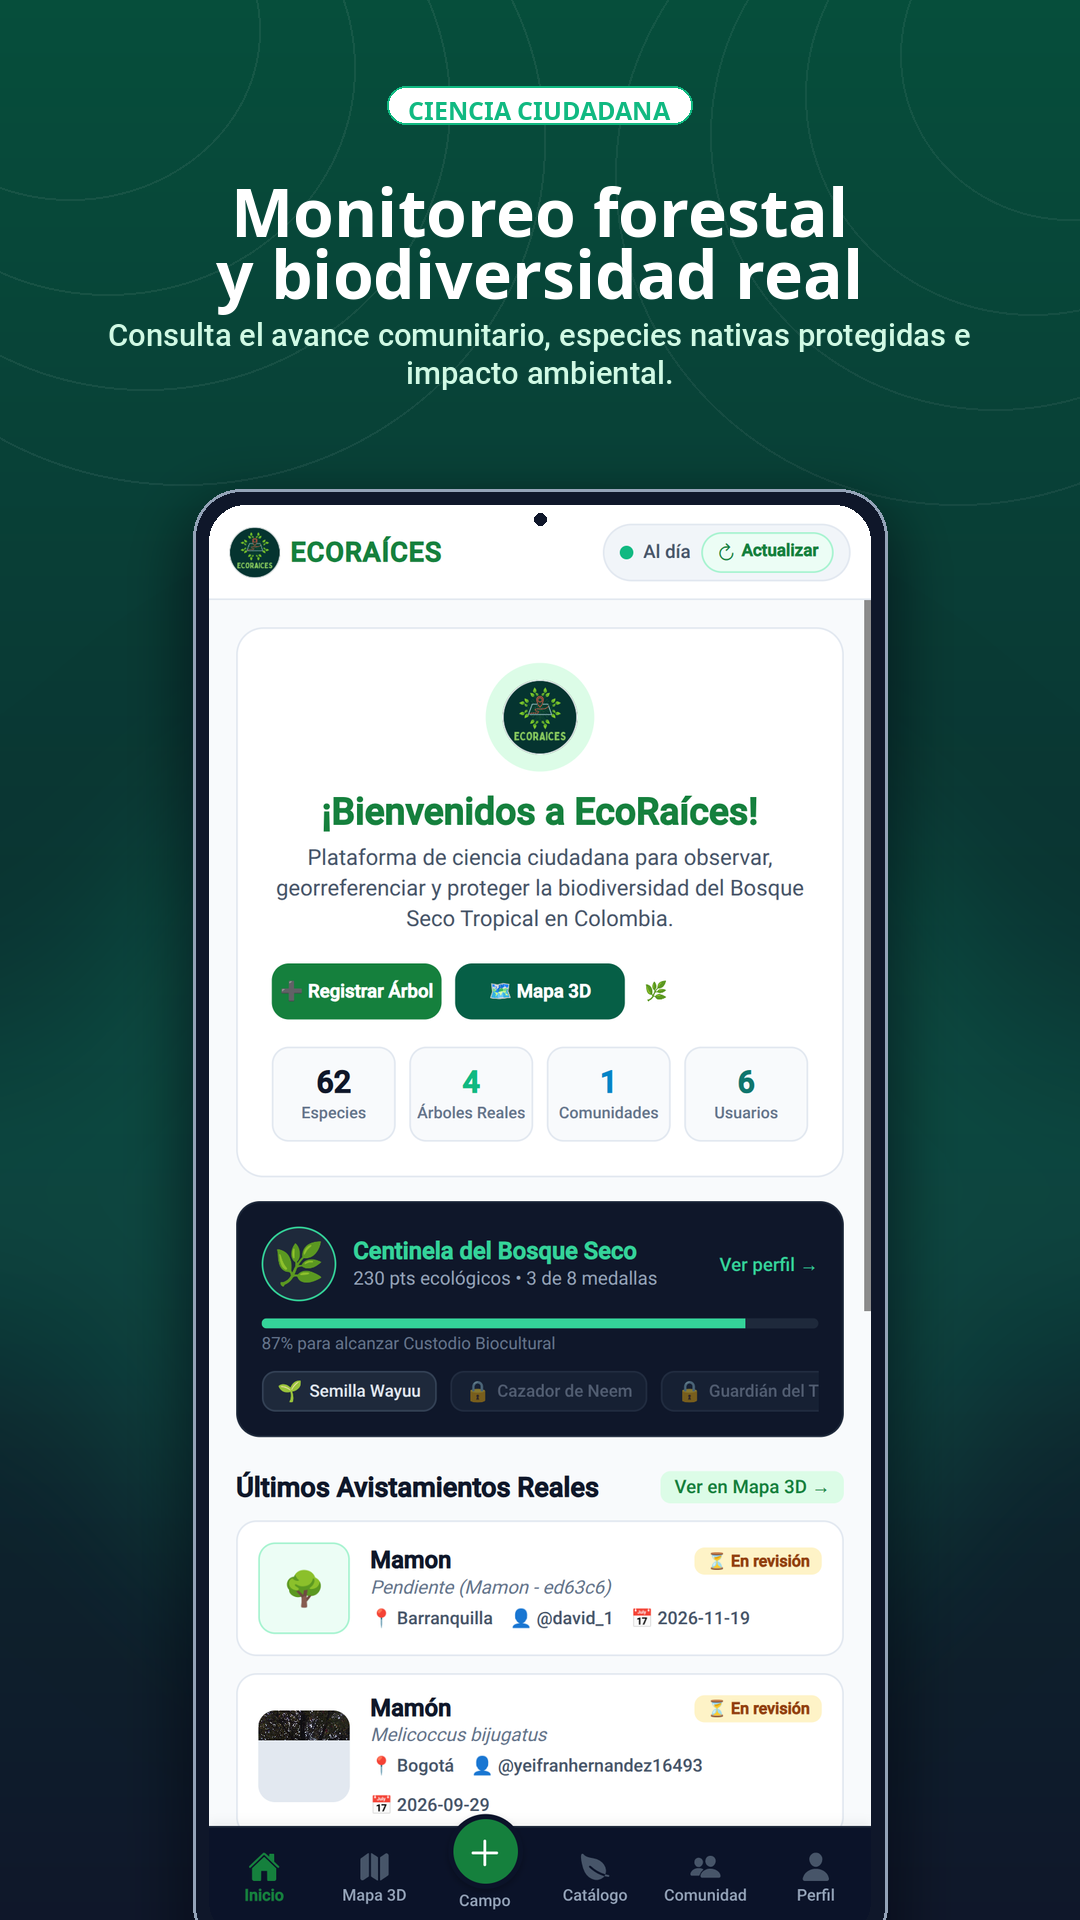 CIENCIA CIUDADANA
Monitoreo forestal
y biodiversidad real
Consulta el avance comunitario, especies nativas protegidas e
impacto ambiental.
ECORAICES
ECORAÍCES
Al día
Actualizar
ECORAICES
¡Bienvenidos a EcoRaíces!
Plataforma de ciencia ciudadana para observar,
georreferenciar y proteger la biodiversidad del Bosque
Seco Tropical en Colombia.
➕ Registrar Árbol
🗺️ Mapa 3D
🌿
62
Especies
4
Árboles Reales
1
Comunidades
6
Usuarios
Centinela del Bosque Seco
230 pts ecológicos • 3 de 8 medallas
Ver perfil →
87% para alcanzar Custodio Biocultural
🌱 Semilla Wayuu
🔒 Cazador de Neem
🔒 Guardián del T
Últimos Avistamientos Reales
Ver en Mapa 3D →
Mamon
⏳ En revisión
Pendiente (Mamon - ed63c6)
📍 Barranquilla 👤 @david_1 📅 2026-11-19
Mamón
⏳ En revisión
Melicoccus bijugatus
📍 Bogotá 👤 @yeifranhernandez16493
📅 2026-09-29
Inicio
Mapa 3D
Campo
Catálogo
Comunidad
Perfil